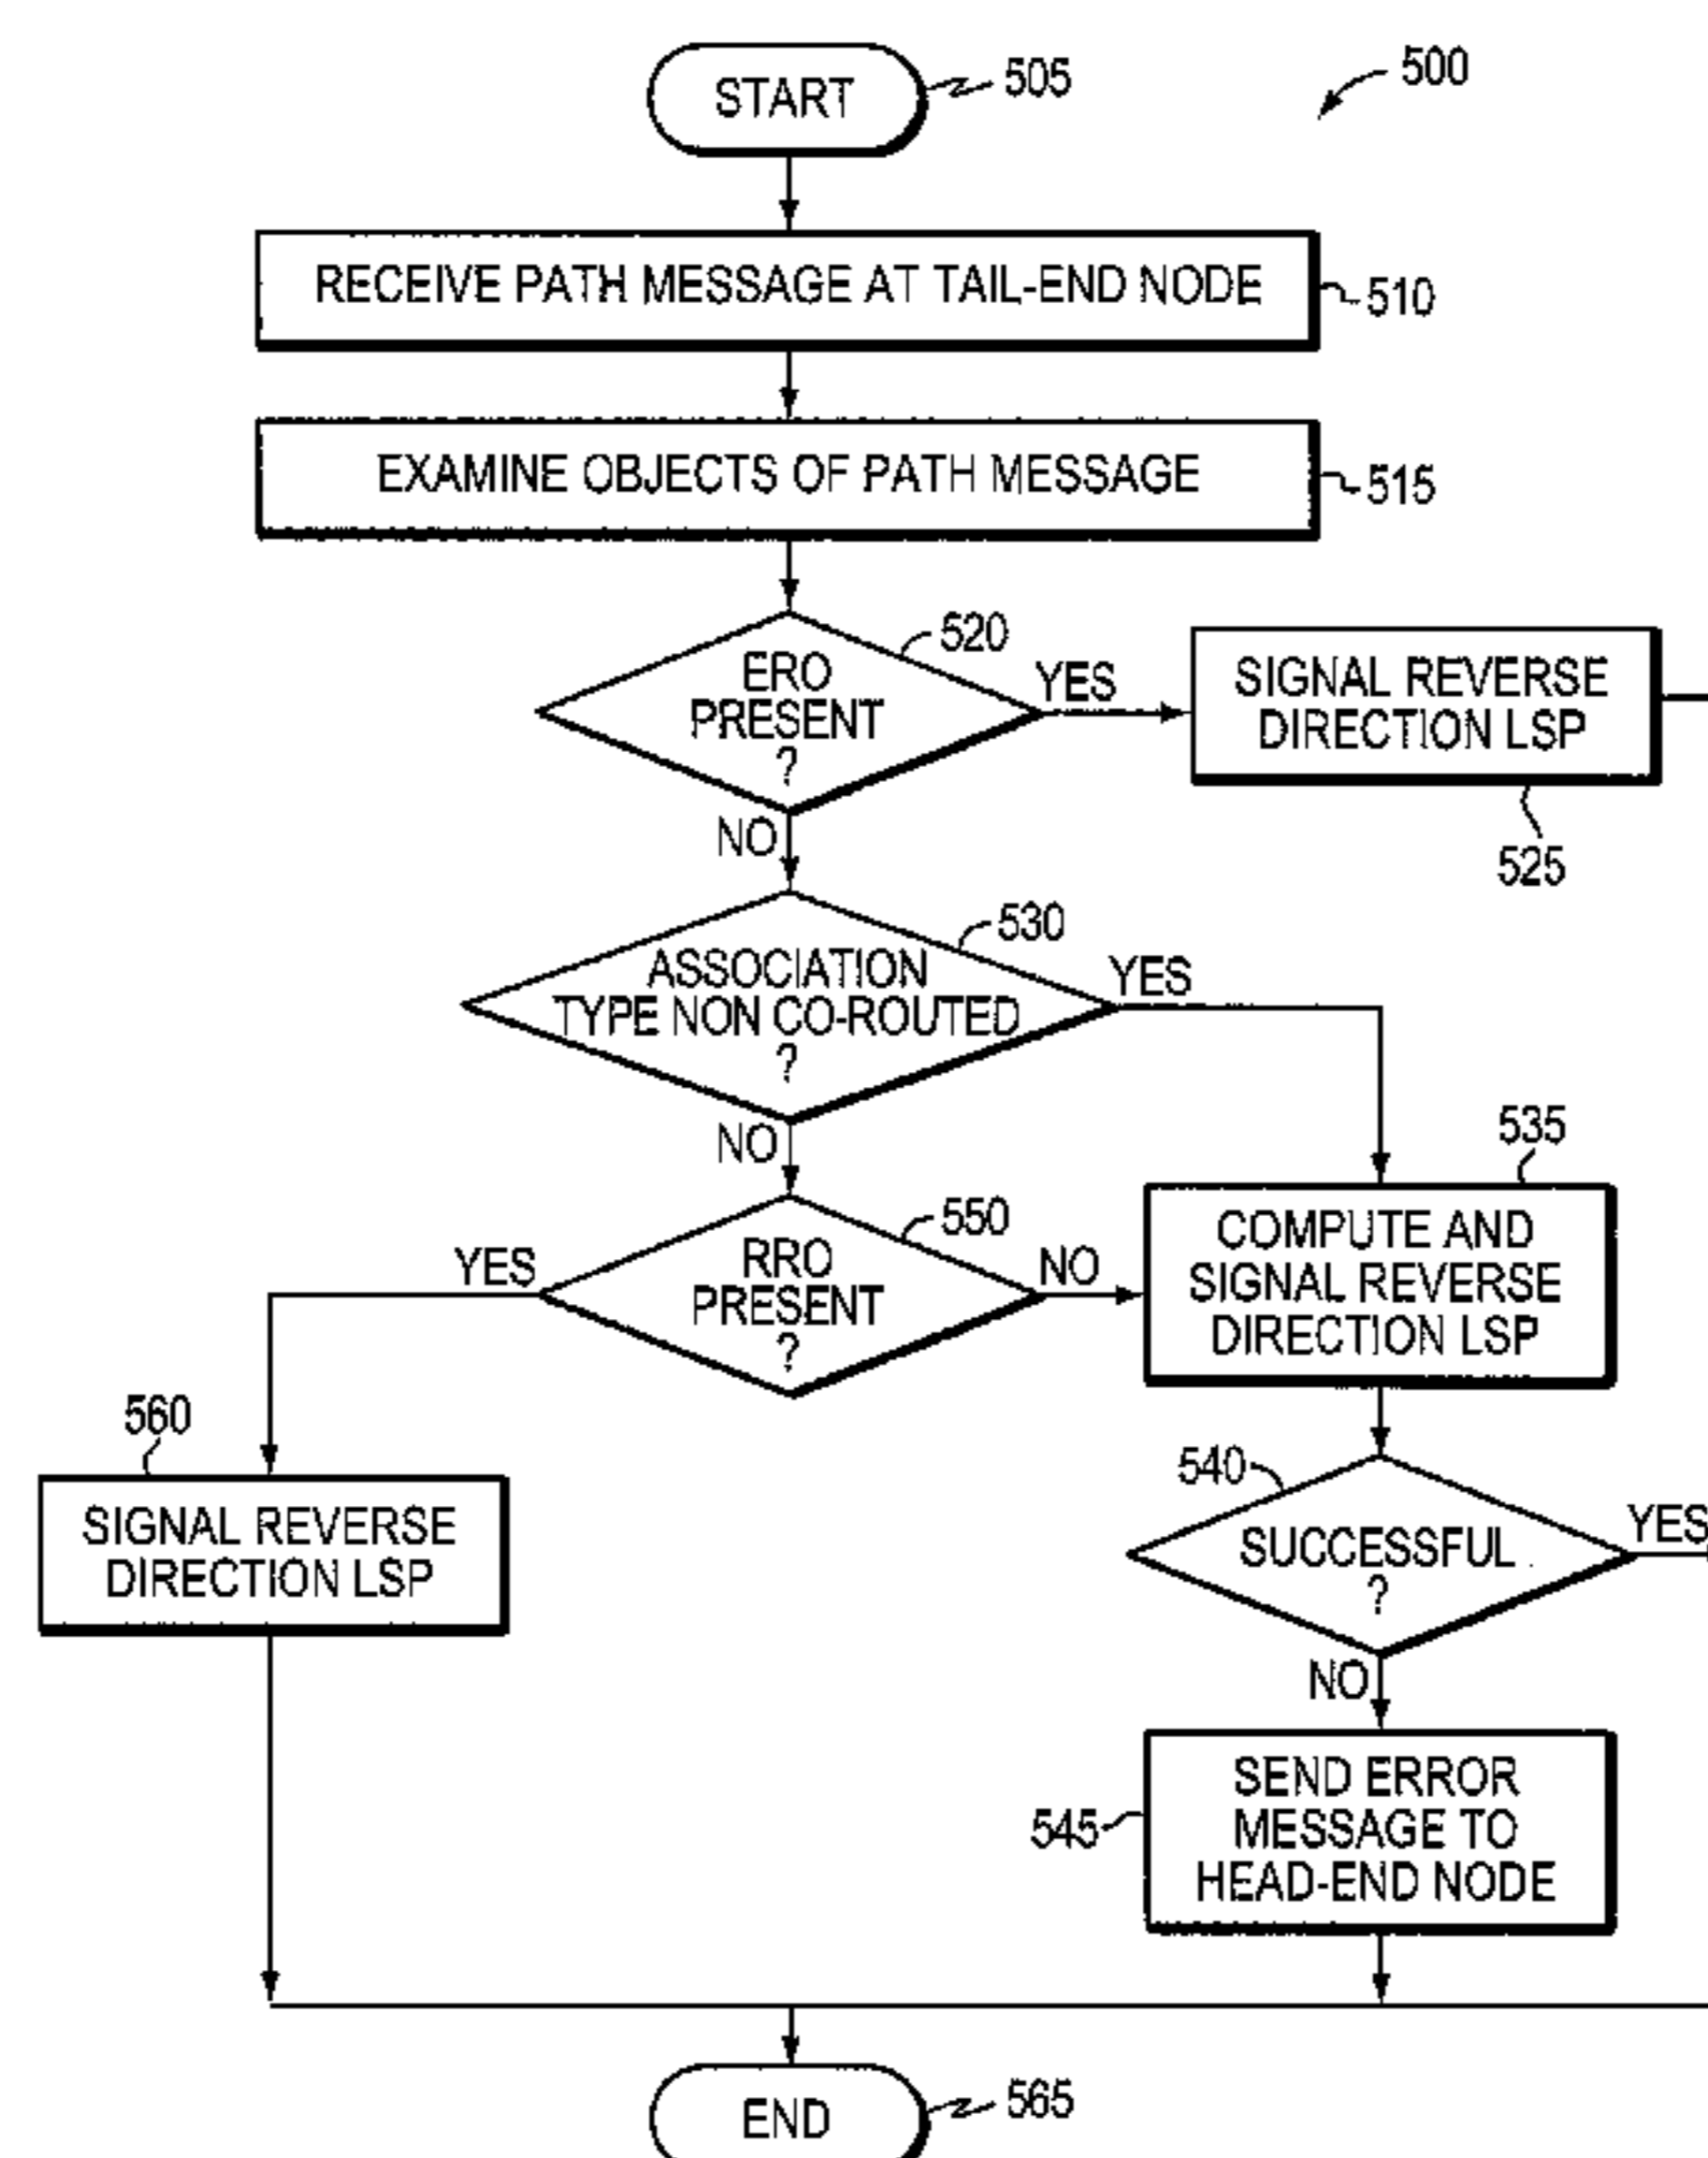 START
505
500
RECEIVE PATH MESSAGE AT TAIL-END NODE
510
EXAMINE OBJECTS OF PATH MESSAGE
515
520
ERO
PRESENT
?
YES
SIGNAL REVERSE
DIRECTION LSP
525
NO
530
ASSOCIATION
TYPE NON CO-ROUTED
?
YES
NO
535
COMPUTE AND
SIGNAL REVERSE
DIRECTION LSP
550
RRO
PRESENT
?
YES
NO
560
SIGNAL REVERSE
DIRECTION LSP
540
SUCCESSFUL
?
YES
NO
545
SEND ERROR
MESSAGE TO
HEAD-END NODE
END
565